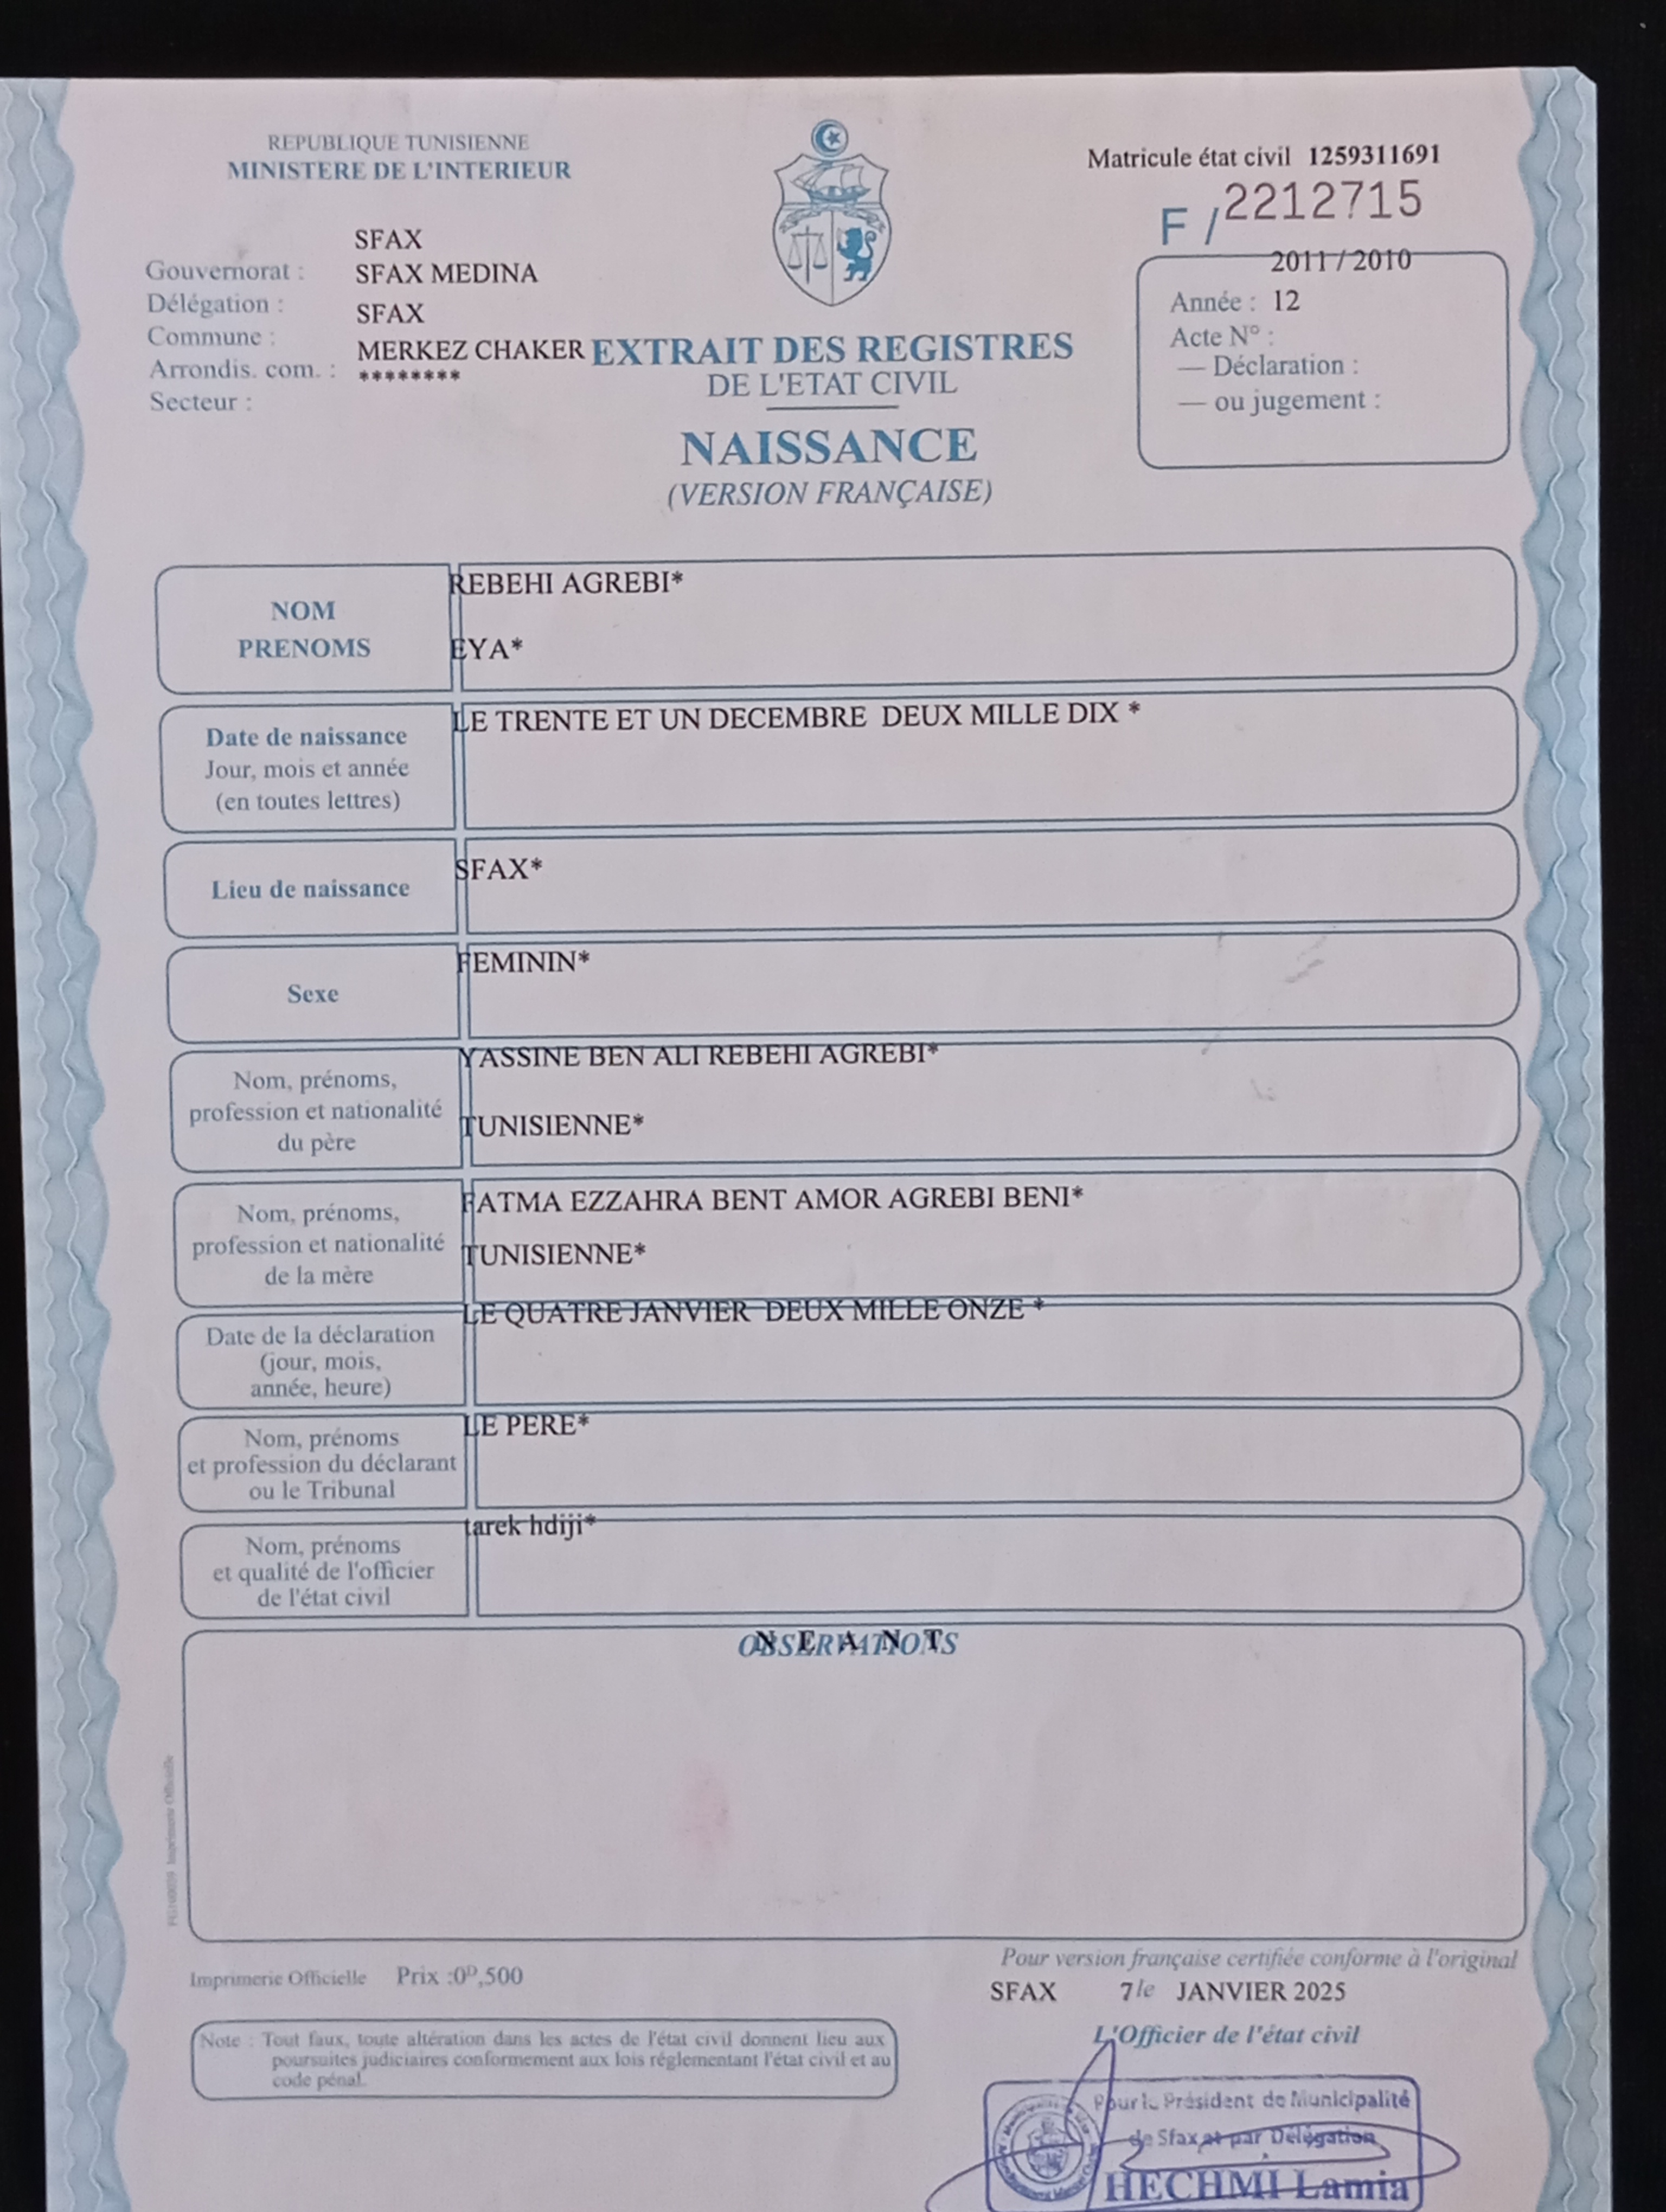 REPUBLIQUE TUNISIENNE
MINISTERE DE L'INTERIEUR
Matricule état civil 1259311691
F / 2212715
SFAX
Gouvernorat : SFAX MEDINA
Délégation : SFAX
Commune : MERKEZ CHAKER
Arrondis. com. : ********
Secteur :
2011 / 2010
Année : 12
Acte N° :
— Déclaration :
— ou jugement :
EXTRAIT DES REGISTRES
DE L'ETAT CIVIL
NAISSANCE
(VERSION FRANÇAISE)
NOM
PRENOMS
REBEHI AGREBI*
EYA*
Date de naissance
Jour, mois et année
(en toutes lettres)
LE TRENTE ET UN DECEMBRE DEUX MILLE DIX *
Lieu de naissance
SFAX*
Sexe
FEMININ*
Nom, prénoms,
profession et nationalité
du père
YASSINE BEN ALI REBEHI AGREBI*
TUNISIENNE*
Nom, prénoms,
profession et nationalité
de la mère
FATMA EZZAHRA BENT AMOR AGREBI BENI*
TUNISIENNE*
Date de la déclaration
(jour, mois,
année, heure)
LE QUATRE JANVIER DEUX MILLE ONZE *
Nom, prénoms
et profession du déclarant
ou le Tribunal
LE PERE*
Nom, prénoms
et qualité de l'officier
de l'état civil
tarek hdiji*
OBSERVATIONS
N E A N T
Imprimerie Officielle
Imprimerie Officielle Prix :0ᴰ,500
Pour version française certifiée conforme à l'original
SFAX 7 le JANVIER 2025
L'Officier de l'état civil
Note : Tout faux, toute altération dans les actes de l'état civil donnent lieu aux
poursuites judiciaires conformement aux lois réglementant l'état civil et au
code pénal.
Pour le Président de Municipalité
de Sfax et par Délégation
HECHMI Lamia